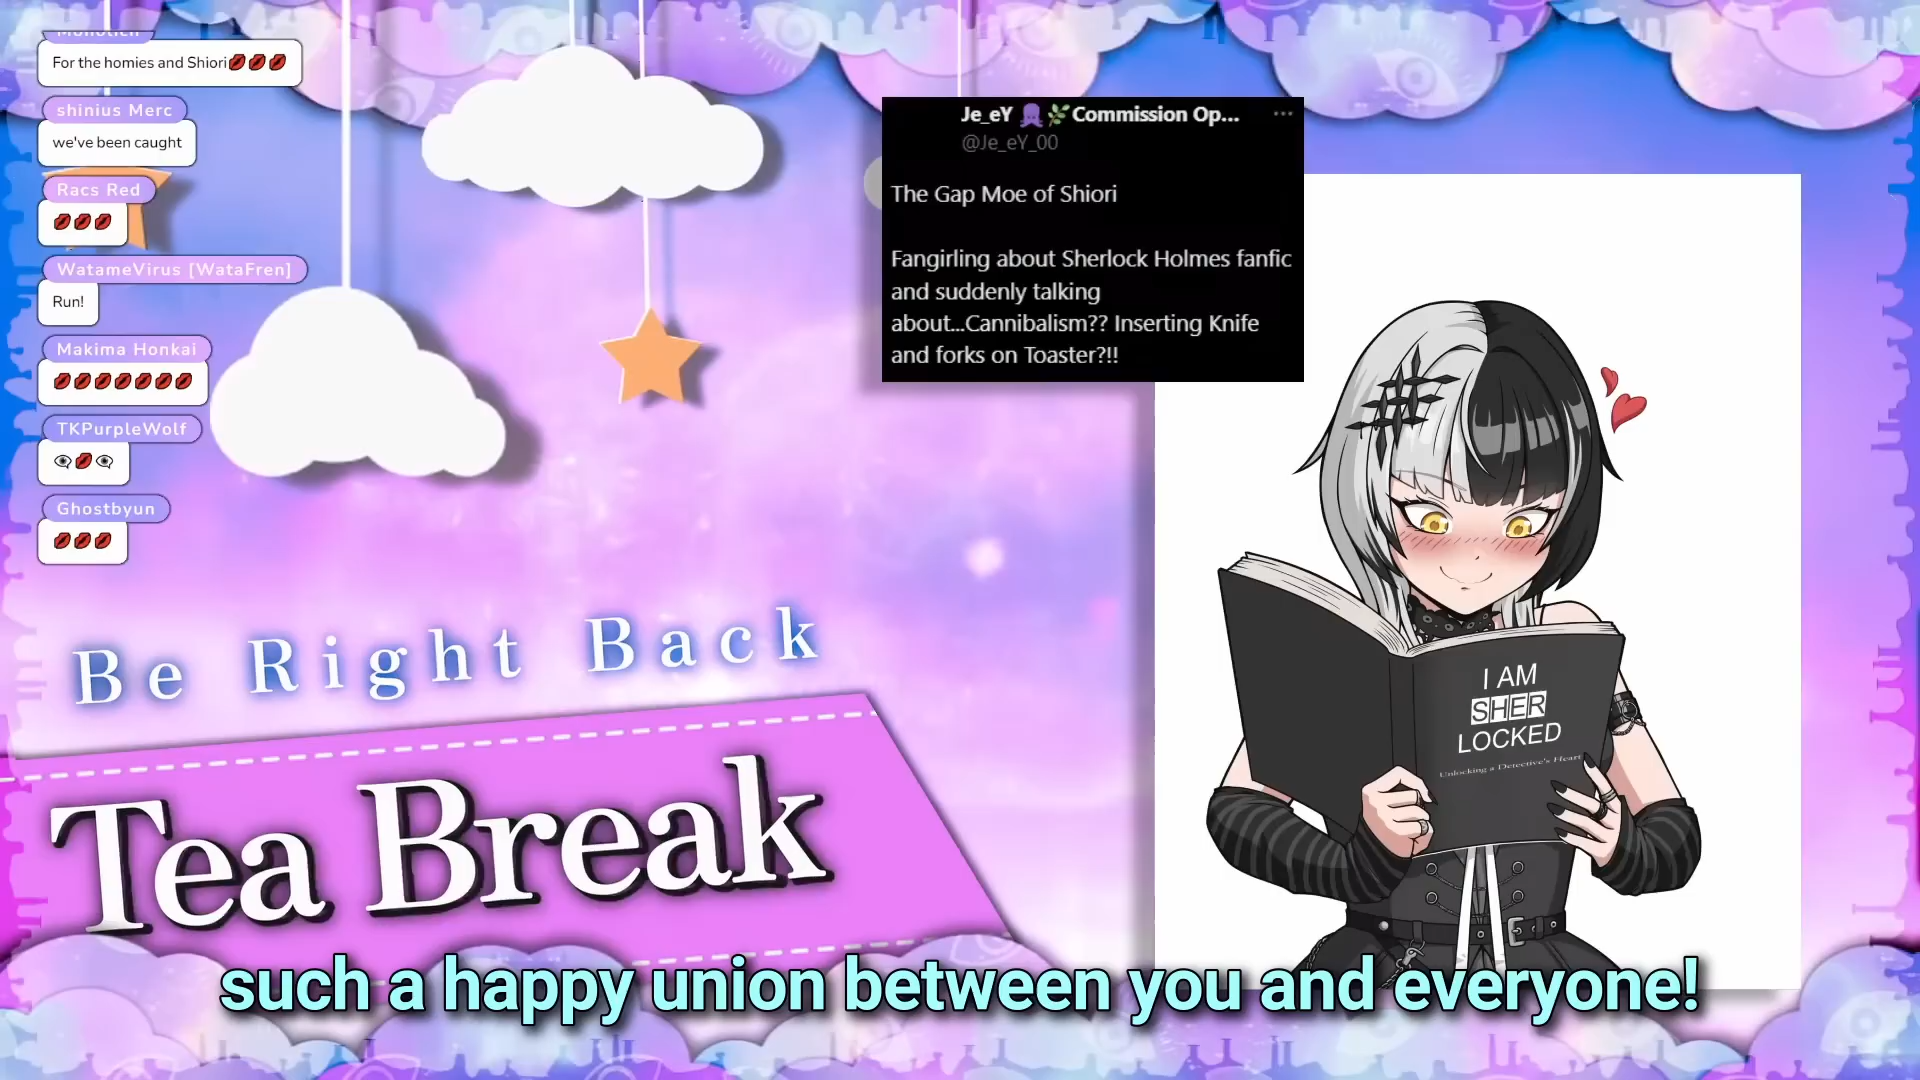 Monolich
For the homies and Shiori
shinius Merc
we've been caught
Racs Red
WatameVirus [WataFren]
Run!
Makima Honkai
TKPurpleWolf
Ghostbyun
Je_eY Commission Op...
@Je_eY_00
The Gap Moe of Shiori
Fangirling about Sherlock Holmes fanfic
and suddenly talking
about...Cannibalism?? Inserting Knife
and forks on Toaster?!!
I AM
SHER
LOCKED
Unlocking a Detective's Heart
Be Right Back
Tea Break
such a happy union between you and everyone!